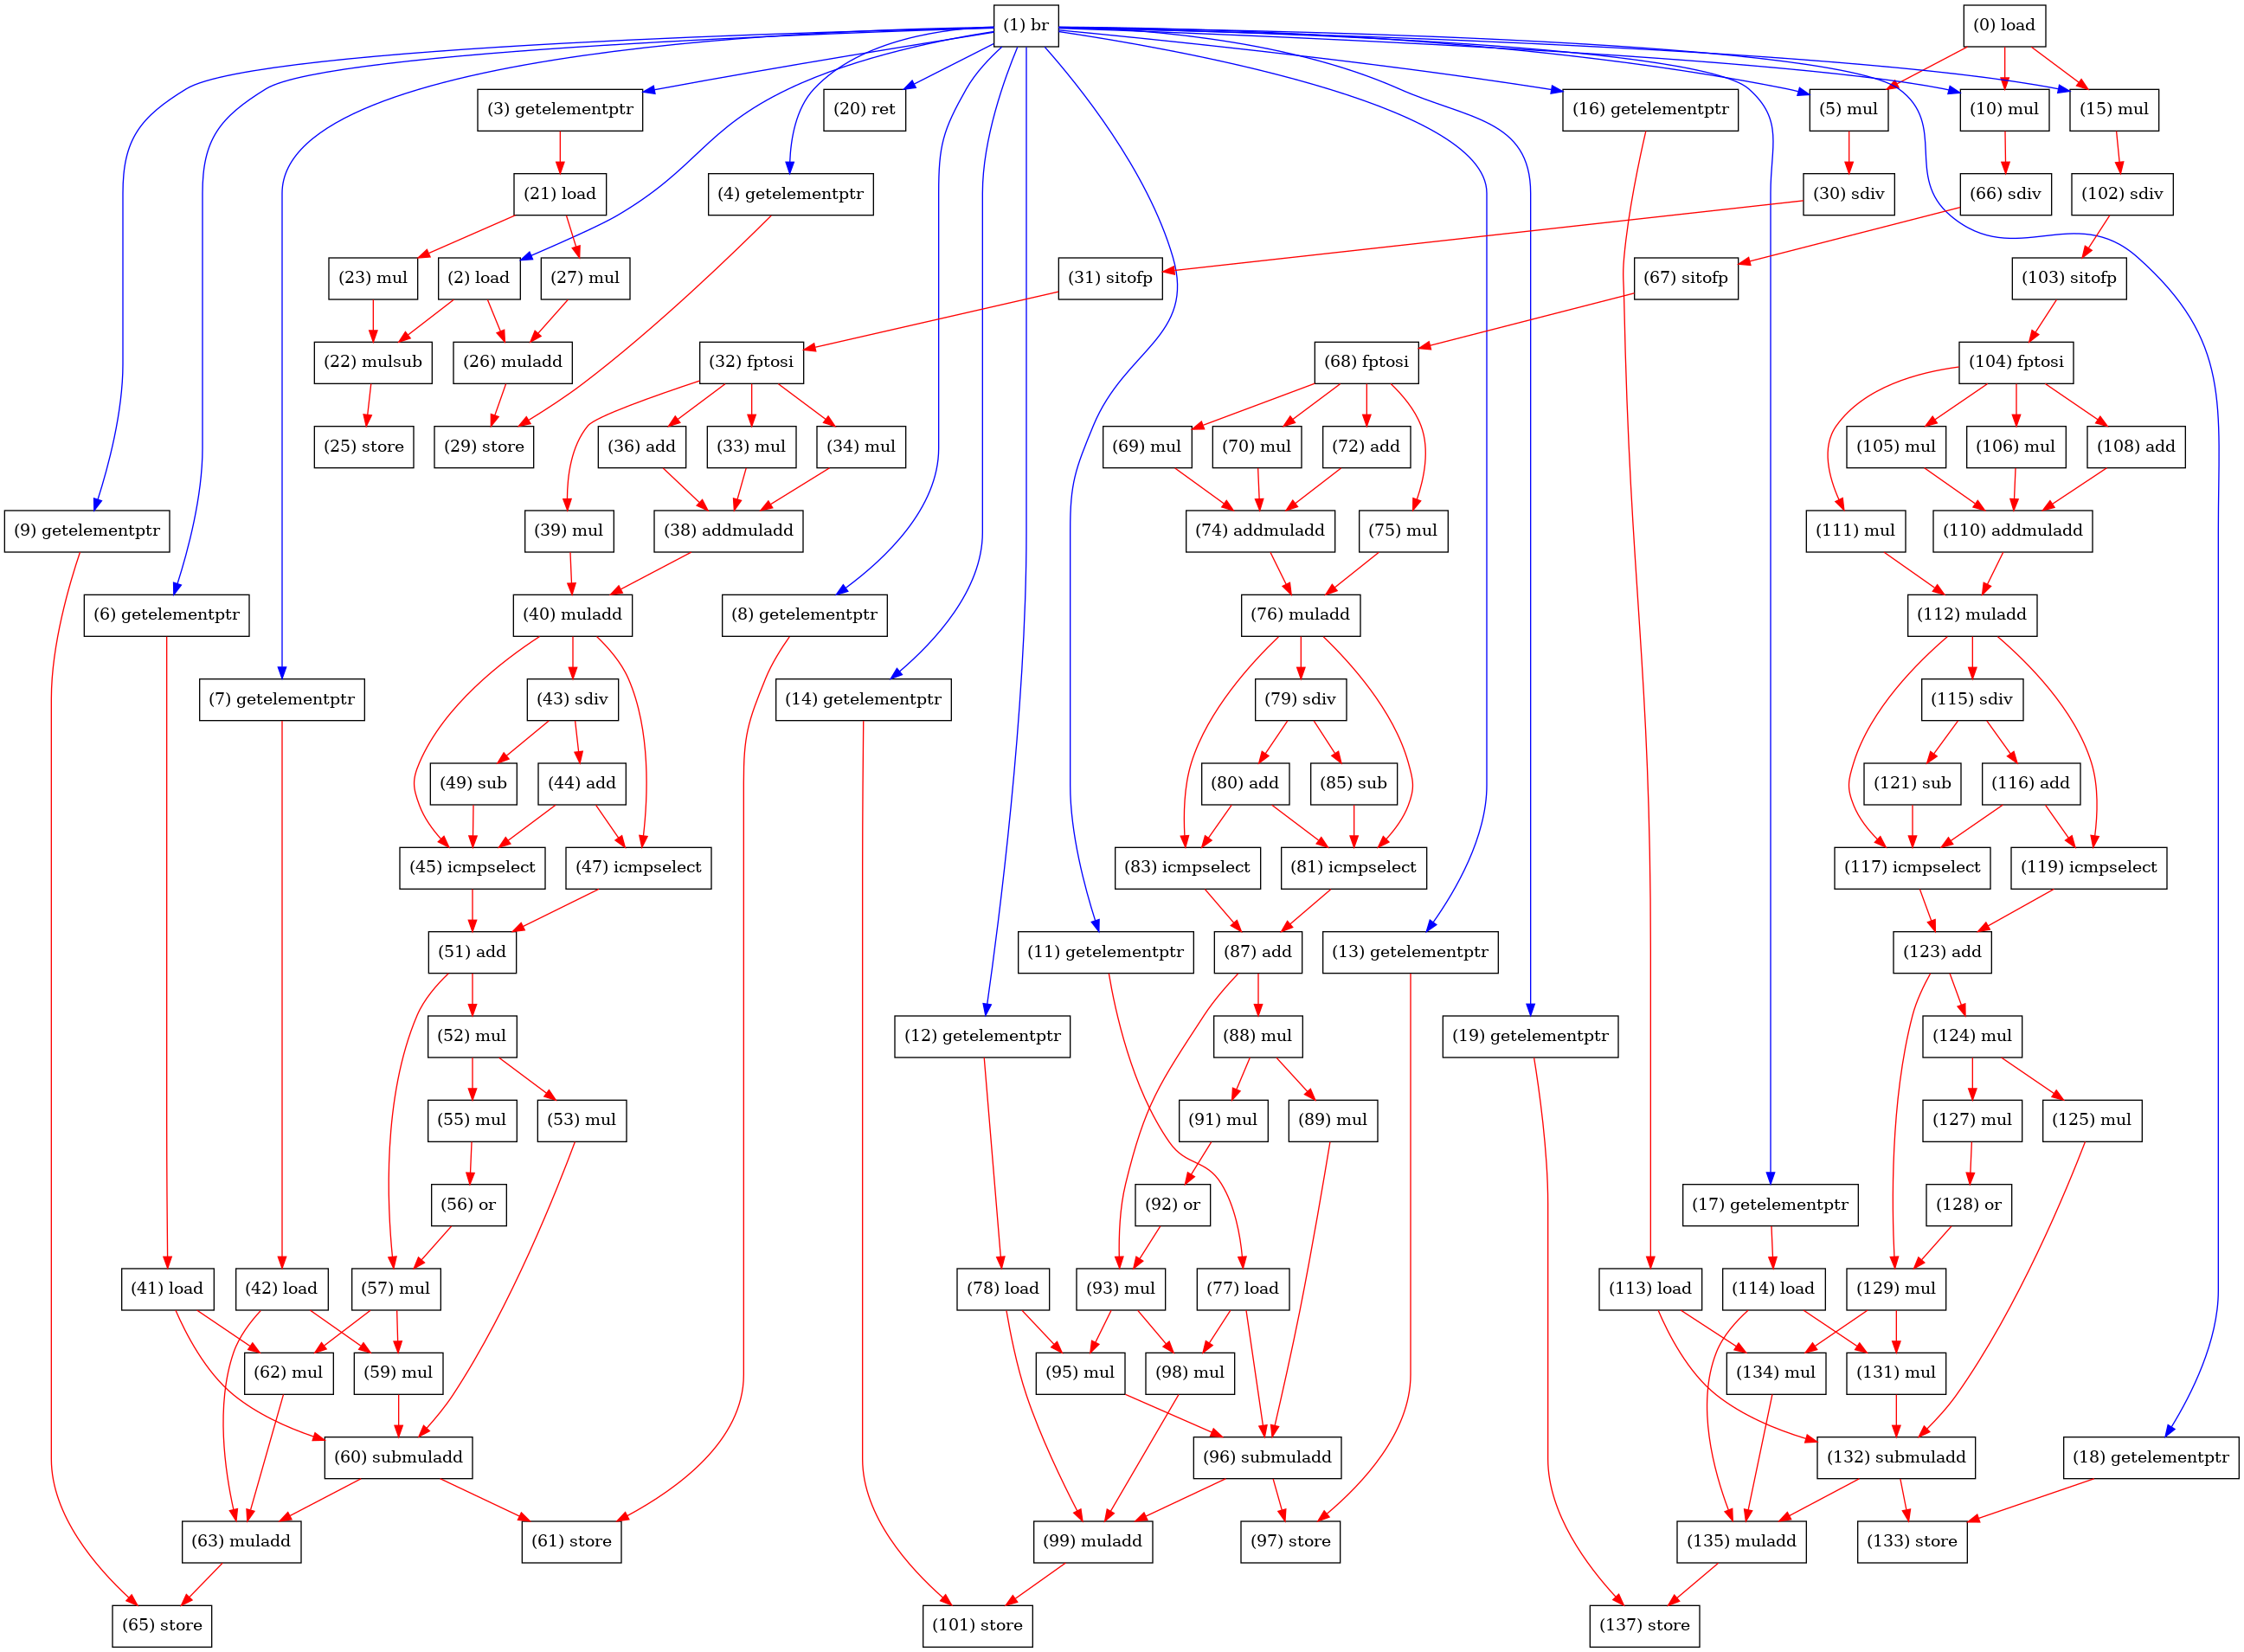 (1) br
(0) load
(3) getelementptr
(20) ret
(16) getelementptr
(5) mul
(10) mul
(15) mul
(21) load
(4) getelementptr
(30) sdiv
(66) sdiv
(102) sdiv
(23) mul
(2) load
(27) mul
(31) sitofp
(67) sitofp
(103) sitofp
(22) mulsub
(26) muladd
(32) fptosi
(68) fptosi
(104) fptosi
(25) store
(29) store
(36) add
(33) mul
(34) mul
(69) mul
(70) mul
(72) add
(105) mul
(106) mul
(108) add
(9) getelementptr
(39) mul
(38) addmuladd
(74) addmuladd
(75) mul
(111) mul
(110) addmuladd
(6) getelementptr
(40) muladd
(8) getelementptr
(76) muladd
(112) muladd
(7) getelementptr
(43) sdiv
(14) getelementptr
(79) sdiv
(115) sdiv
(49) sub
(44) add
(80) add
(85) sub
(121) sub
(116) add
(45) icmpselect
(47) icmpselect
(83) icmpselect
(81) icmpselect
(117) icmpselect
(119) icmpselect
(51) add
(11) getelementptr
(87) add
(13) getelementptr
(123) add
(52) mul
(12) getelementptr
(88) mul
(19) getelementptr
(124) mul
(55) mul
(53) mul
(91) mul
(89) mul
(127) mul
(125) mul
(56) or
(92) or
(17) getelementptr
(128) or
(41) load
(42) load
(57) mul
(78) load
(93) mul
(77) load
(113) load
(114) load
(129) mul
(62) mul
(59) mul
(95) mul
(98) mul
(134) mul
(131) mul
(60) submuladd
(96) submuladd
(132) submuladd
(18) getelementptr
(63) muladd
(61) store
(99) muladd
(97) store
(135) muladd
(133) store
(65) store
(101) store
(137) store